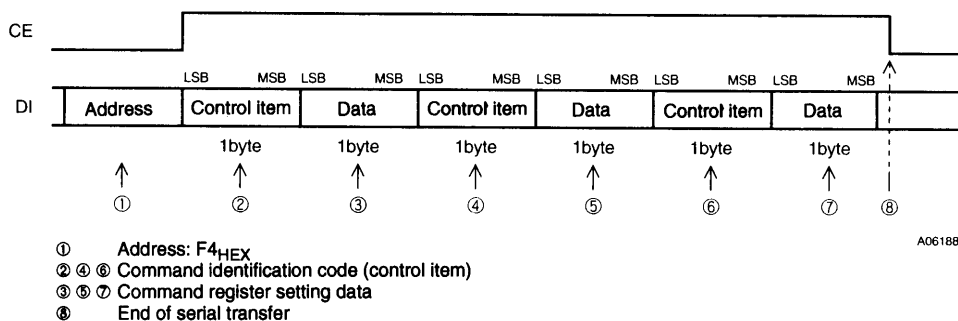 CE
LSB MSB LSB MSB LSB MSB LSB MSB LSB MSB LSB MSB
DI Address Control item Data Control item Data Control item Data
1byte 1byte 1byte 1byte 1byte 1byte
① ② ③ ④ ⑤ ⑥ ⑦ ⑧
A06188
① Address: F4HEX
② ④ ⑥ Command identification code (control item)
③ ⑤ ⑦ Command register setting data
⑧ End of serial transfer